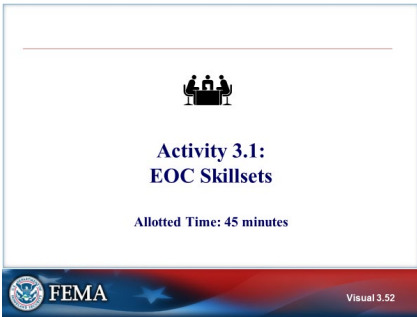 Activity 3.1:
EOC Skillsets
Allotted Time: 45 minutes
FEMA
Visual 3.52